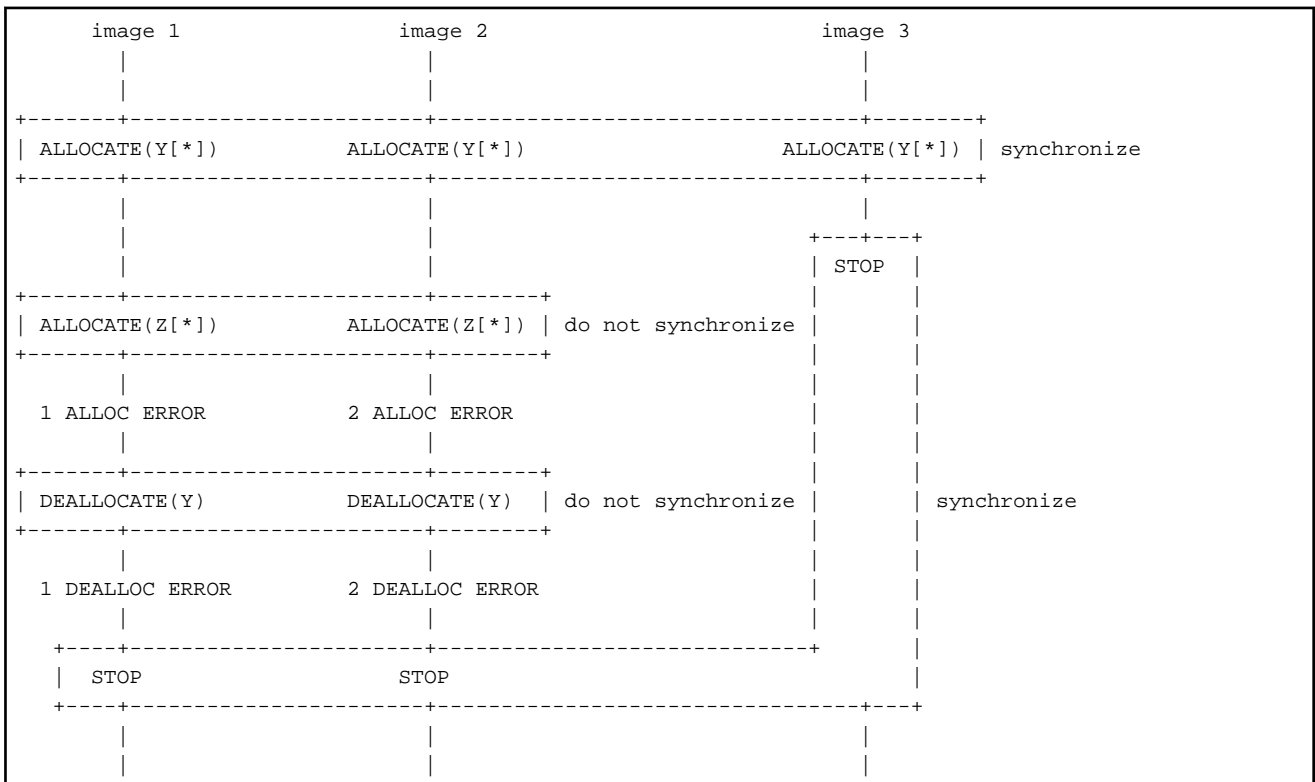 image 1 image 2 image 3
ALLOCATE(Y[*]) ALLOCATE(Y[*]) ALLOCATE(Y[*]) synchronize
STOP
ALLOCATE(Z[*]) ALLOCATE(Z[*]) do not synchronize
1 ALLOC ERROR 2 ALLOC ERROR
DEALLOCATE(Y) DEALLOCATE(Y) do not synchronize synchronize
1 DEALLOC ERROR 2 DEALLOC ERROR
STOP STOP